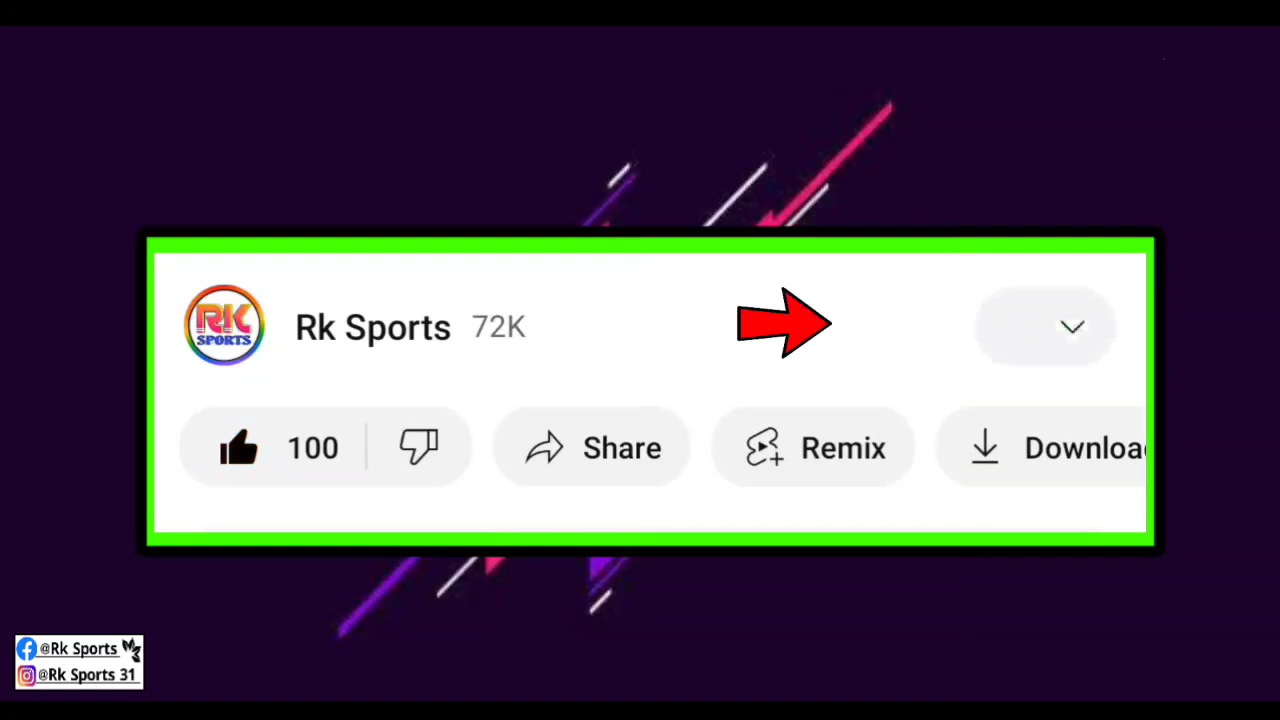 RK
SPORTS
Rk Sports 72K
100 Share Remix Downloa
@Rk Sports
@Rk Sports 31